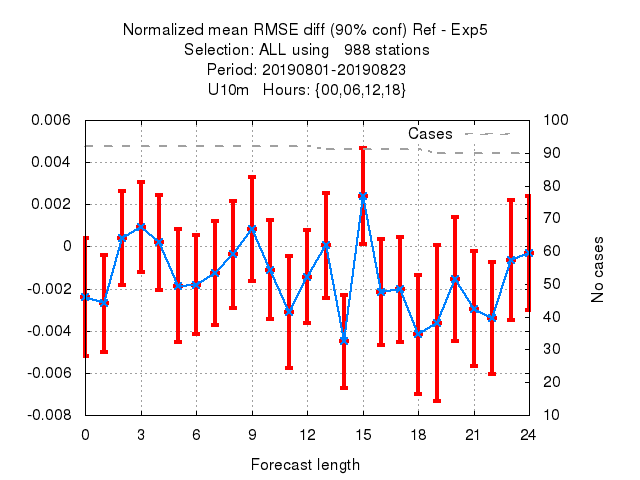 Normalized mean RMSE diff (90% conf) Ref - Exp5
Selection: ALL using   988 stations
Period: 20190801-20190823
U10m   Hours: {00,06,12,18}
Cases
0.006
0.004
0.002
0
-0.002
-0.004
-0.006
-0.008
100
90
80
70
60
50
40
30
20
10
No cases
0 3 6 9 12 15 18 21 24
Forecast length